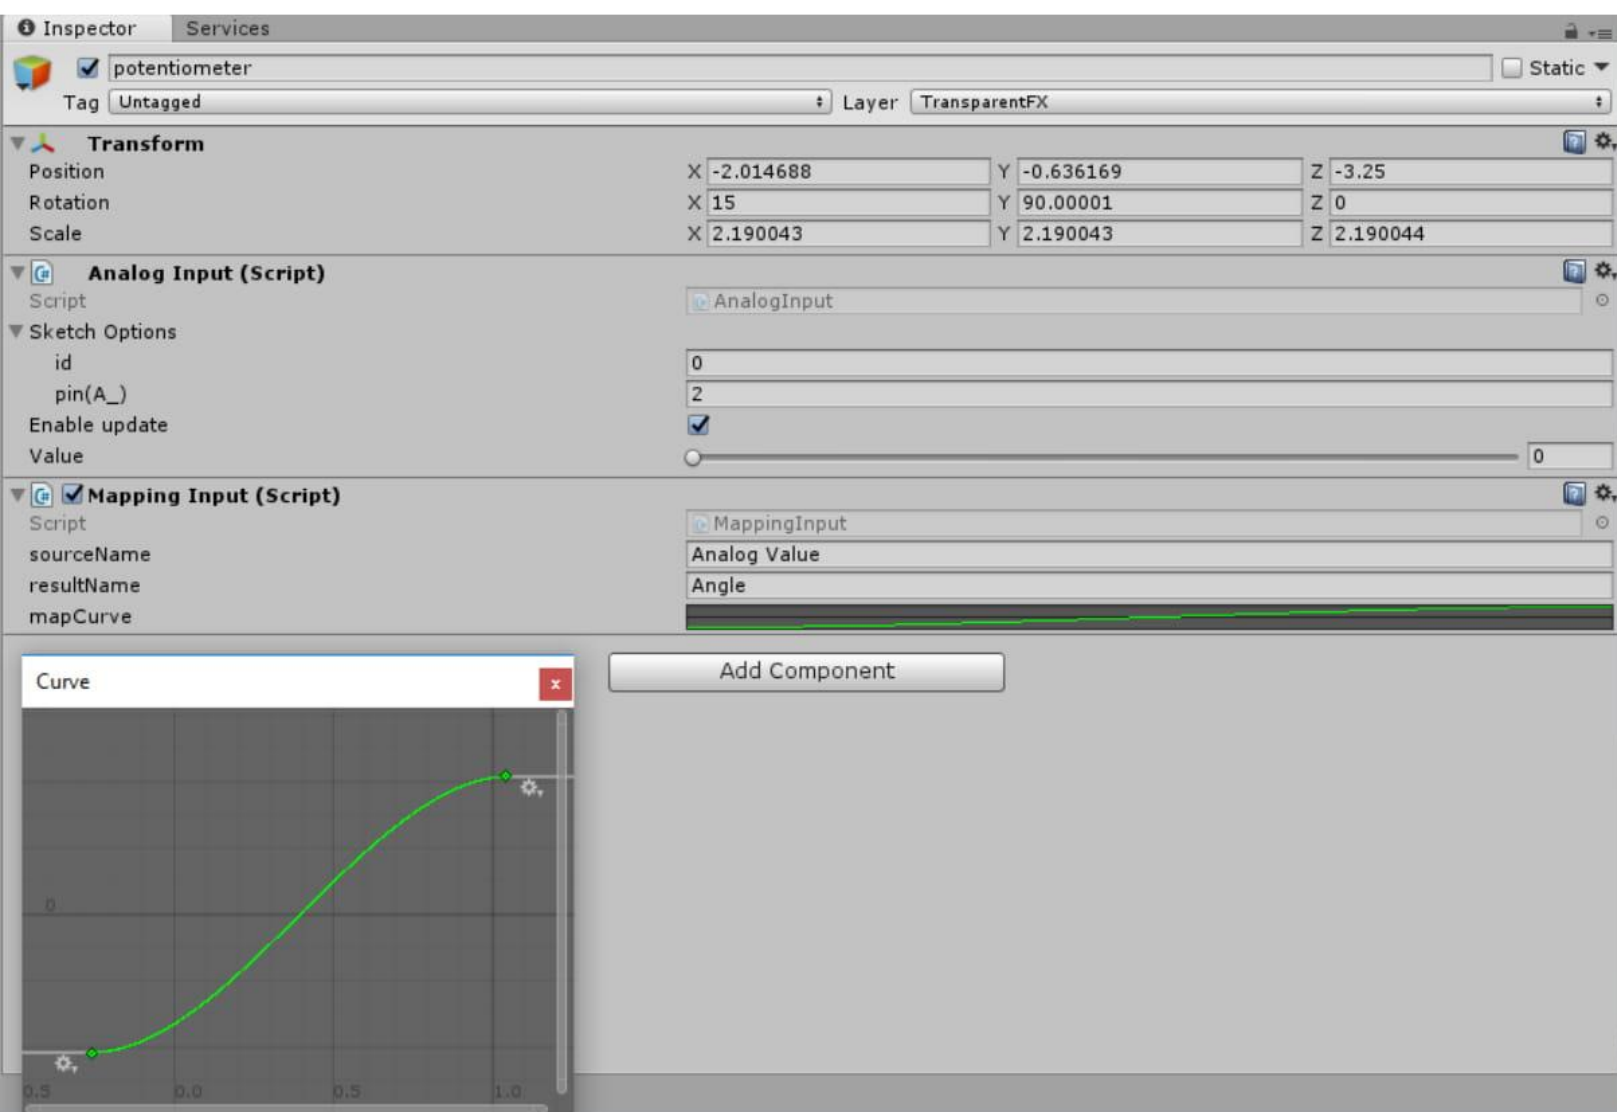 Inspector Services
potentiometer Static
Tag Untagged Layer TransparentFX
Transform
Position X -2.014688 Y -0.636169 Z -3.25
Rotation X 15 Y 90.00001 Z 0
Scale X 2.190043 Y 2.190043 Z 2.190044
Analog Input (Script)
Script AnalogInput
Sketch Options
id 0
pin(A_) 2
Enable update
Value 0
Mapping Input (Script)
Script MappingInput
sourceName Analog Value
resultName Angle
mapCurve
Add Component
Curve x
0
0.5 0.0 0.5 1.0